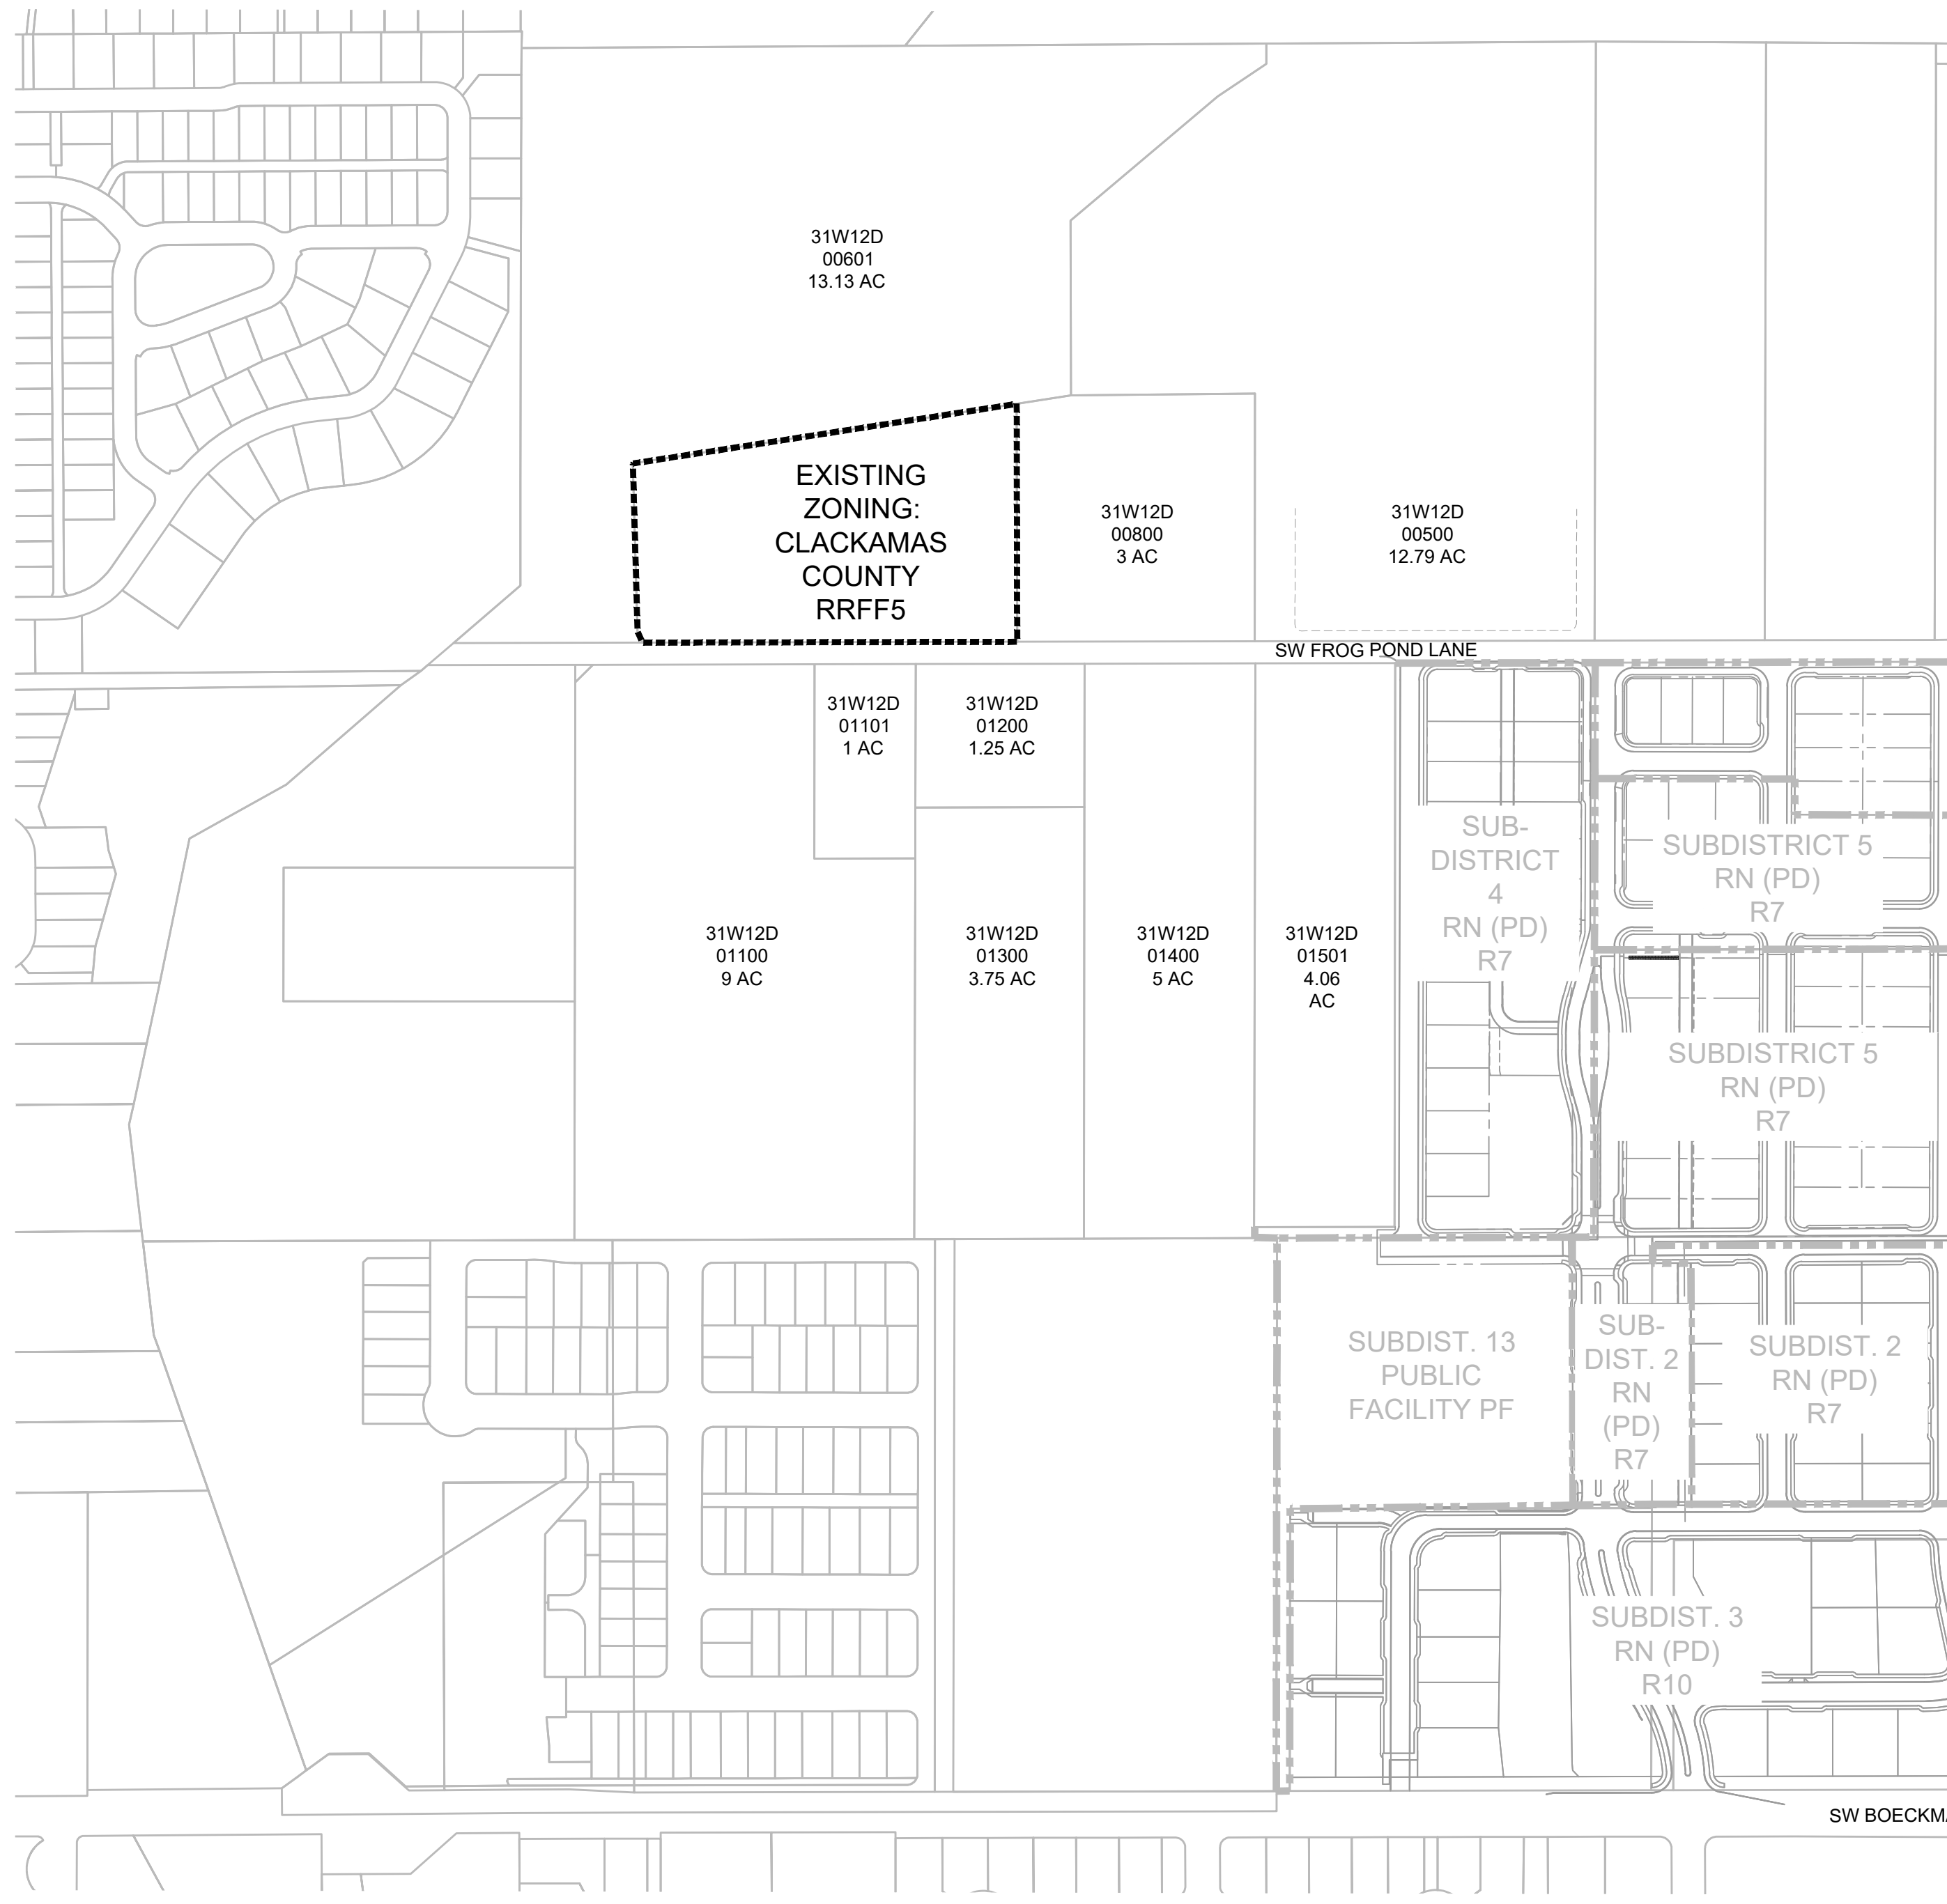 31W12D
00601
13.13 AC
EXISTING
ZONING:
CLACKAMAS
COUNTY
RRFF5
31W12D
00800
3 AC
31W12D
00500
12.79 AC
SW FROG POND LANE
31W12D
01101
1 AC
31W12D
01200
1.25 AC
31W12D
01100
9 AC
31W12D
01300
3.75 AC
31W12D
01400
5 AC
31W12D
01501
4.06
AC
SUB-
DISTRICT
4
RN (PD)
R7
SUBDISTRICT 5
RN (PD)
R7
SUBDISTRICT 5
RN (PD)
R7
SUBDIST. 13
PUBLIC
FACILITY PF
SUB-
DIST. 2
RN
(PD)
R7
SUBDIST. 2
RN (PD)
R7
SUBDIST. 3
RN (PD)
R10
SW BOECKM